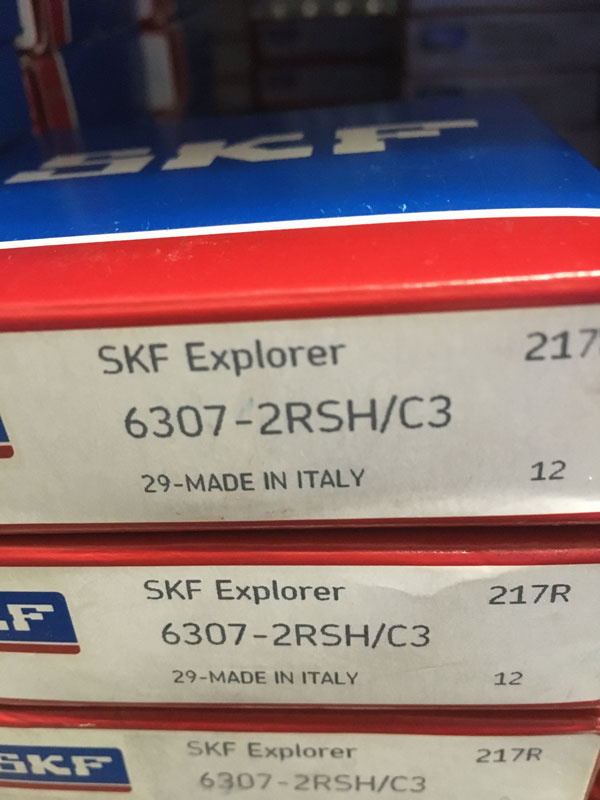 SKF
SKF Explorer 217
6307-2RSH/C3
29-MADE IN ITALY 12
SKF Explorer 217R
6307-2RSH/C3
29-MADE IN ITALY 12
SKF
SKF Explorer 217R
6307-2RSH/C3